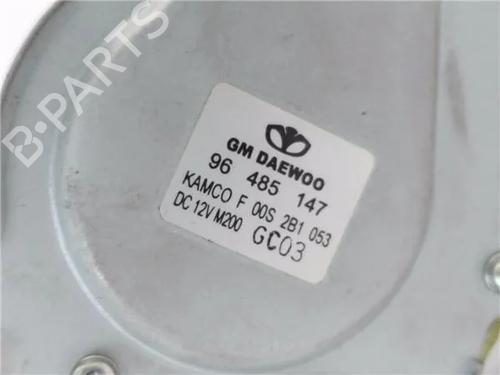 B-PARTS
GM DAEWOO
96 485 147
KAMCO F 00S 2B1 053
DC 12V M200 GC03